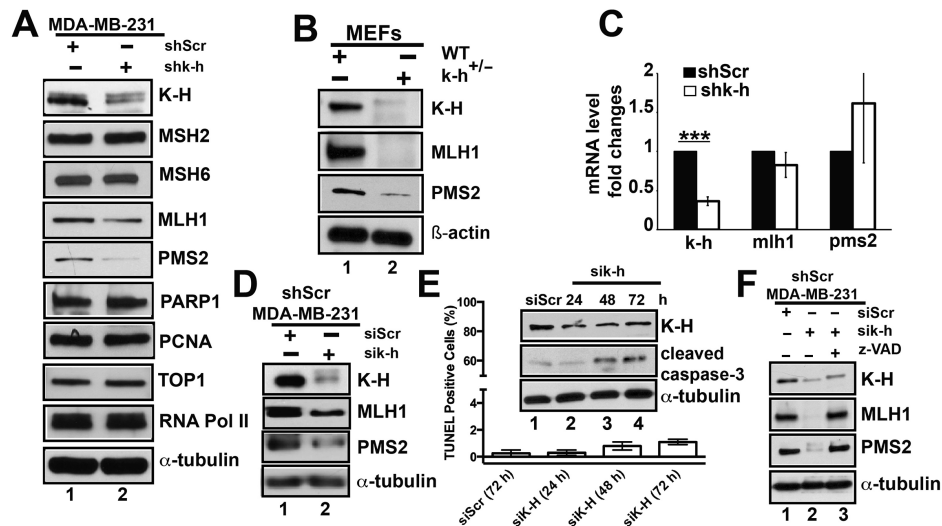 A
MDA-MB-231
+ – shScr
– + shk-h
K-H
MSH2
MSH6
MLH1
PMS2
PARP1
PCNA
TOP1
RNA Pol II
α-tubulin
1 2
B
MEFs
+ – WT
– + k-h+/–
K-H
MLH1
PMS2
ß-actin
1 2
C
mRNA level
fold changes
2
1.5
1
0.5
0
shScr
shk-h
***
k-h mlh1 pms2
D
shScr
MDA-MB-231
+ – siScr
– + sik-h
K-H
MLH1
PMS2
α-tubulin
1 2
E
TUNEL Positive Cells (%)
100
80
60
4
2
0
sik-h
siScr 24 48 72 h
K-H
cleaved
caspase-3
α-tubulin
1 2 3 4
siScr (72 h)
siK-H (24 h)
siK-H (48 h)
siK-H (72 h)
F
shScr
MDA-MB-231
+ – – siScr
– + + sik-h
– – + z-VAD
K-H
MLH1
PMS2
α-tubulin
1 2 3